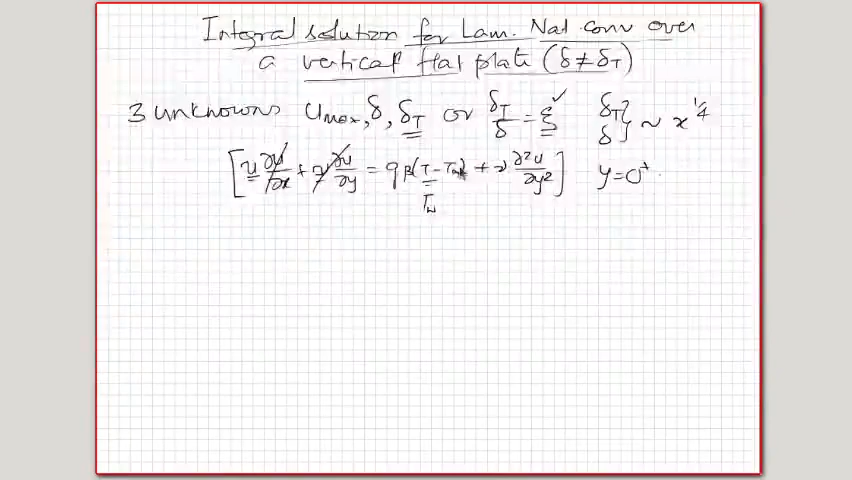 Integral solution for Lam. Nat conv over
a vertical flat plate (δ ≠ δ_T)
3 unknowns U_max, δ, δ_T or δ_T/δ = ξ ✓ δ_T, δ } ~ x^1/4
[u ∂u/∂x + v ∂u/∂y = gβ(T - T_∞) + ν ∂²u/∂y²] y = 0⁺
T_w